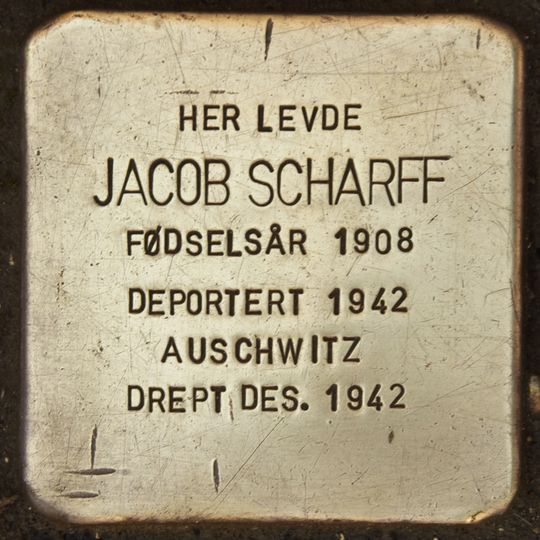 HER LEVDE
JACOB SCHARFF
FØDSELSÅR 1908
DEPORTERT 1942
AUSCHWITZ
DREPT DES. 1942